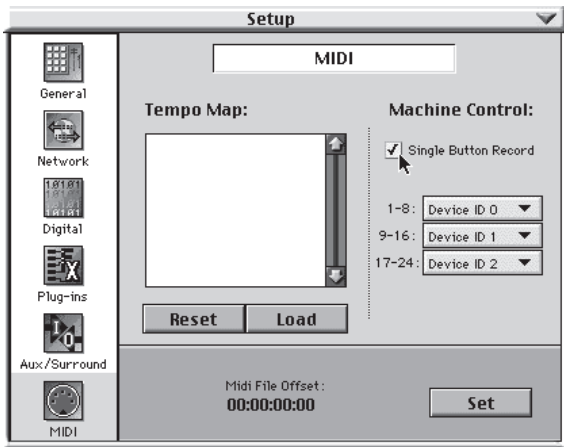 Setup
General
Network
10101
10101
Digital
Plug-ins
I/O
Aux/Surround
MIDI
MIDI
Tempo Map:
Reset
Load
Machine Control:
Single Button Record
1-8: Device ID 0
9-16: Device ID 1
17-24: Device ID 2
Midi File Offset:
00:00:00:00
Set